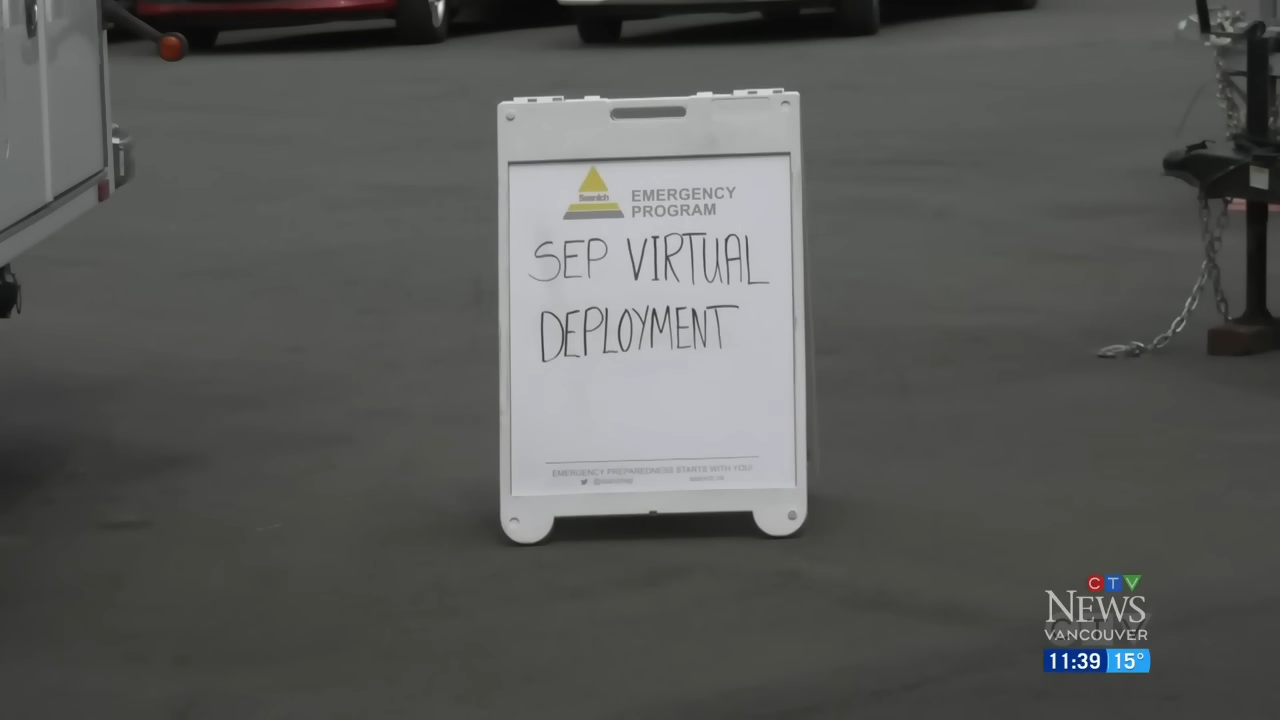 Saanich
EMERGENCY
PROGRAM
SEP VIRTUAL
DEPLOYMENT
EMERGENCY PREPAREDNESS STARTS WITH YOU!
CTV
NEWS
VANCOUVER
11:39 15°